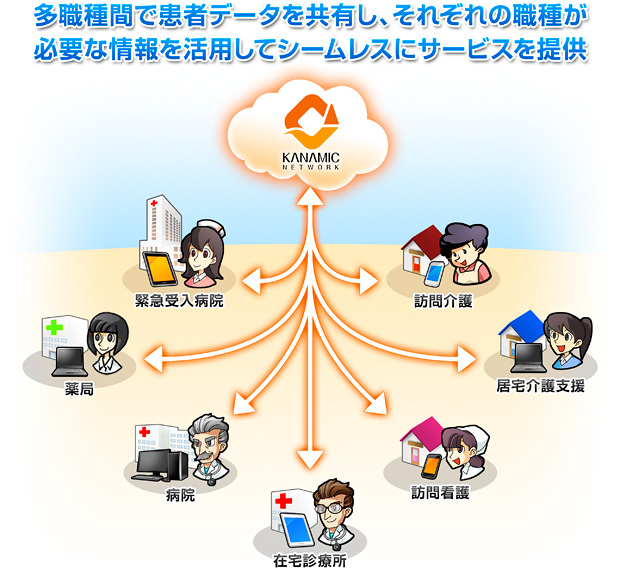 多職種間で患者データを共有し、それぞれの職種が
必要な情報を活用してシームレスにサービスを提供
KANAMIC
NETWORK
緊急受入病院
訪問介護
薬局
居宅介護支援
病院
訪問看護
在宅診療所